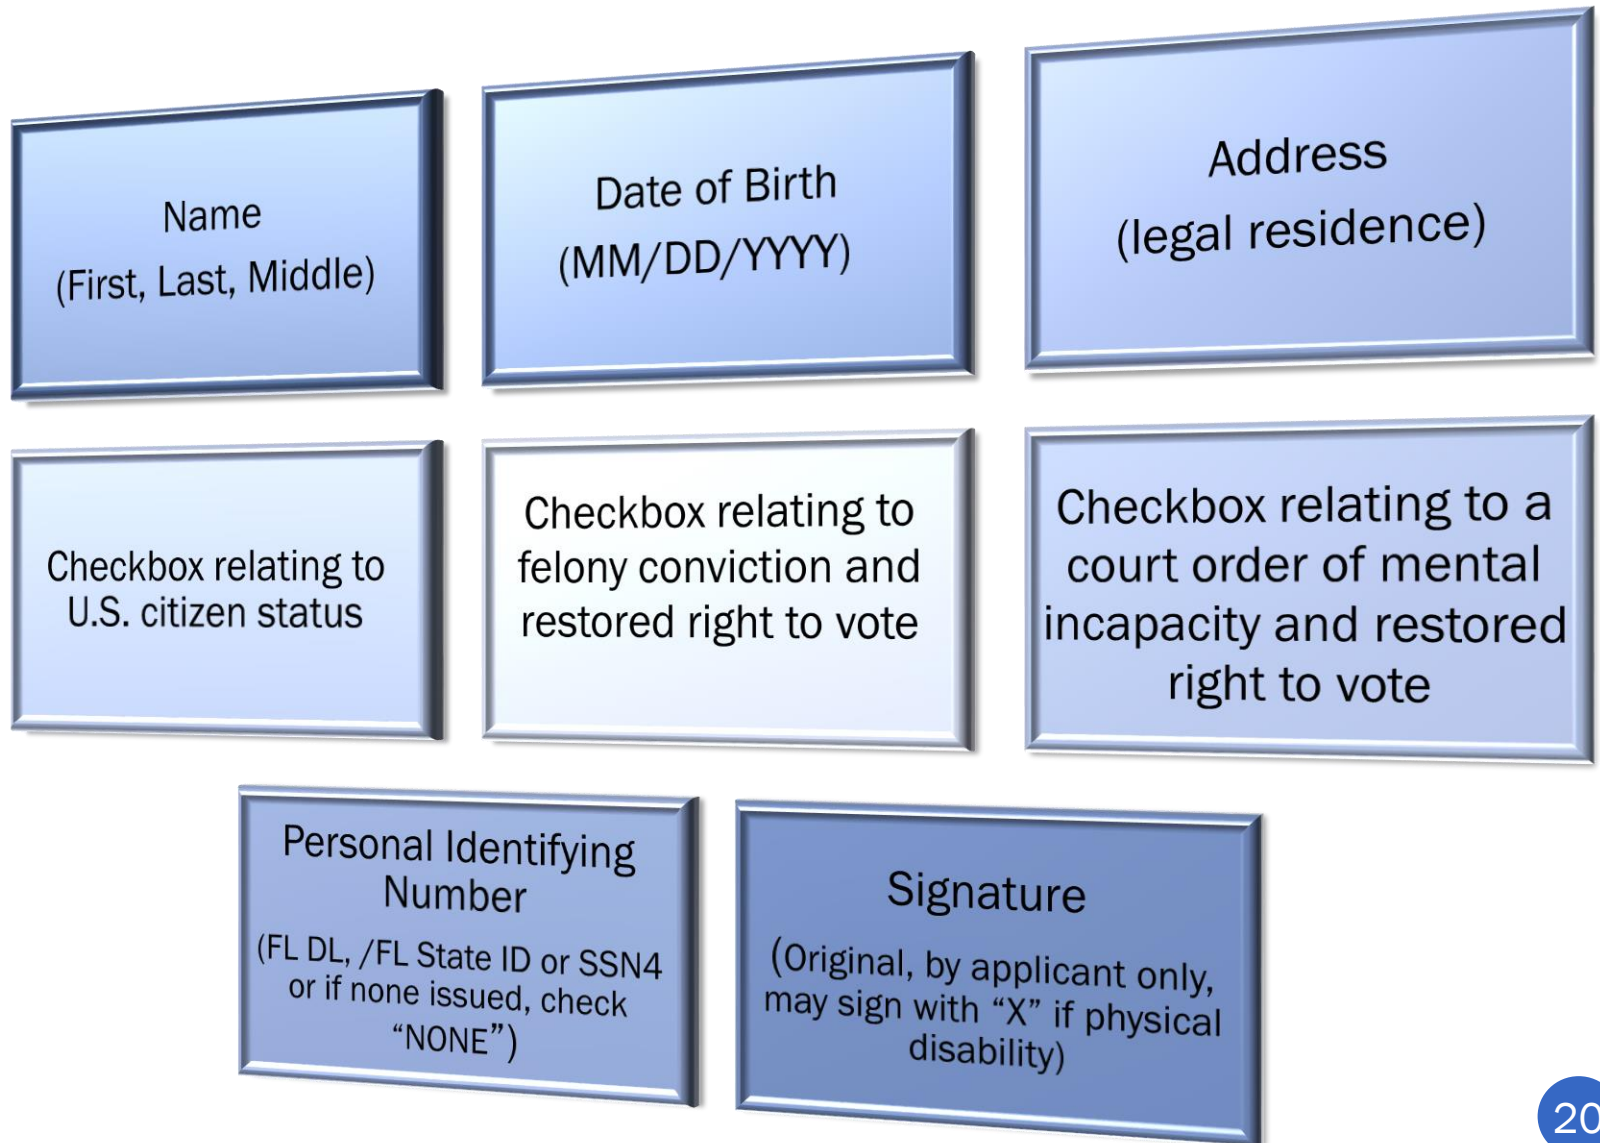 Name
(First, Last, Middle)
Date of Birth
(MM/DD/YYYY)
Address
(legal residence)
Checkbox relating to
U.S. citizen status
Checkbox relating to
felony conviction and
restored right to vote
Checkbox relating to a
court order of mental
incapacity and restored
right to vote
Personal Identifying
Number
(FL DL, /FL State ID or SSN4
or if none issued, check
“NONE”)
Signature
(Original, by applicant only,
may sign with “X” if physical
disability)
20